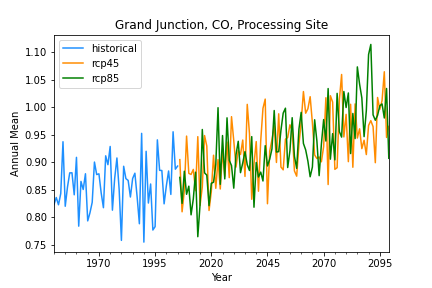 Grand Junction, CO, Processing Site
historical
rcp45
rcp85
Annual Mean
1.10
1.05
1.00
0.95
0.90
0.85
0.80
0.75
1970 1995 2020 2045 2070 2095
Year